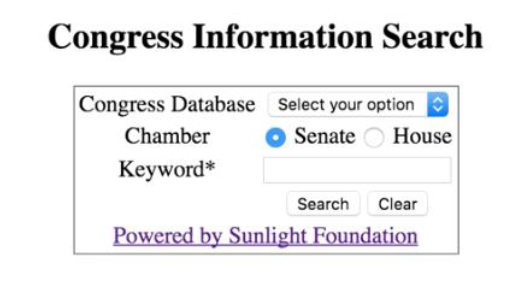 Congress Information Search
Congress Database Select your option
Chamber Senate House
Keyword*
Search Clear
Powered by Sunlight Foundation